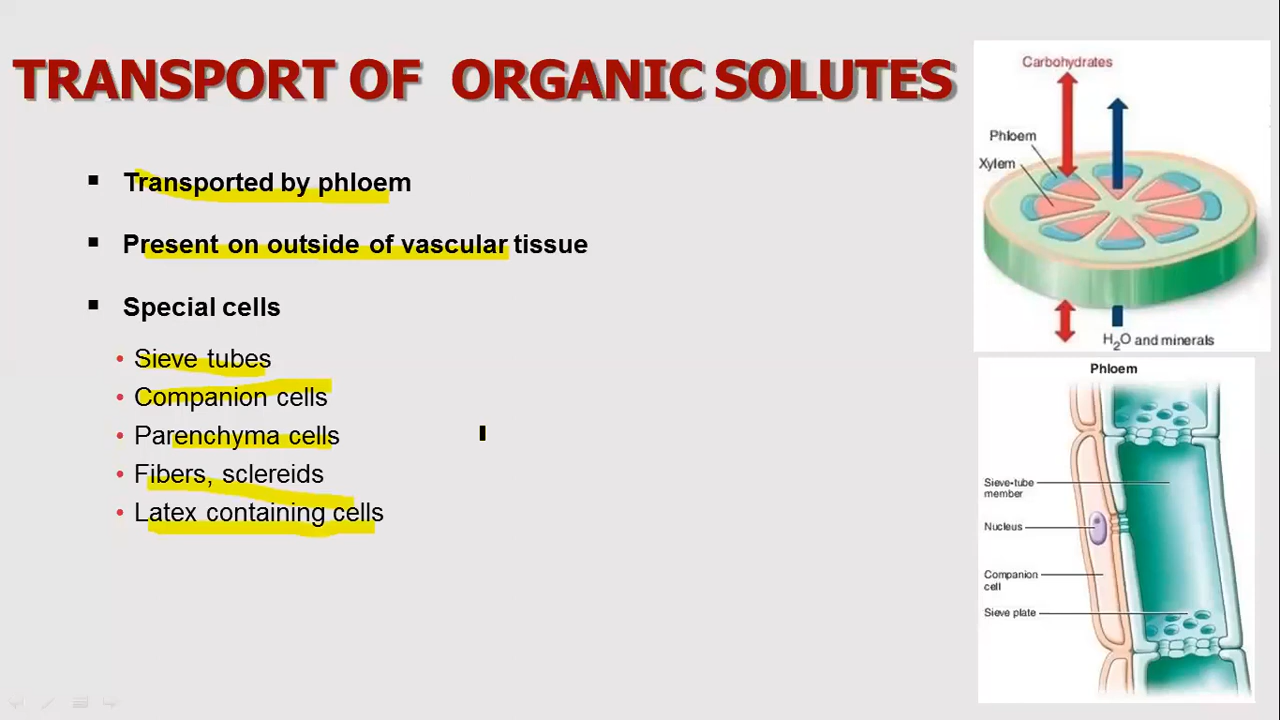 TRANSPORT OF ORGANIC SOLUTES
▪ Transported by phloem
▪ Present on outside of vascular tissue
▪ Special cells
• Sieve tubes
• Companion cells
• Parenchyma cells
• Fibers, sclereids
• Latex containing cells
Carbohydrates
Phloem
Xylem
H₂O and minerals
Phloem
Sieve-tube
member
Nucleus
Companion
cell
Sieve plate